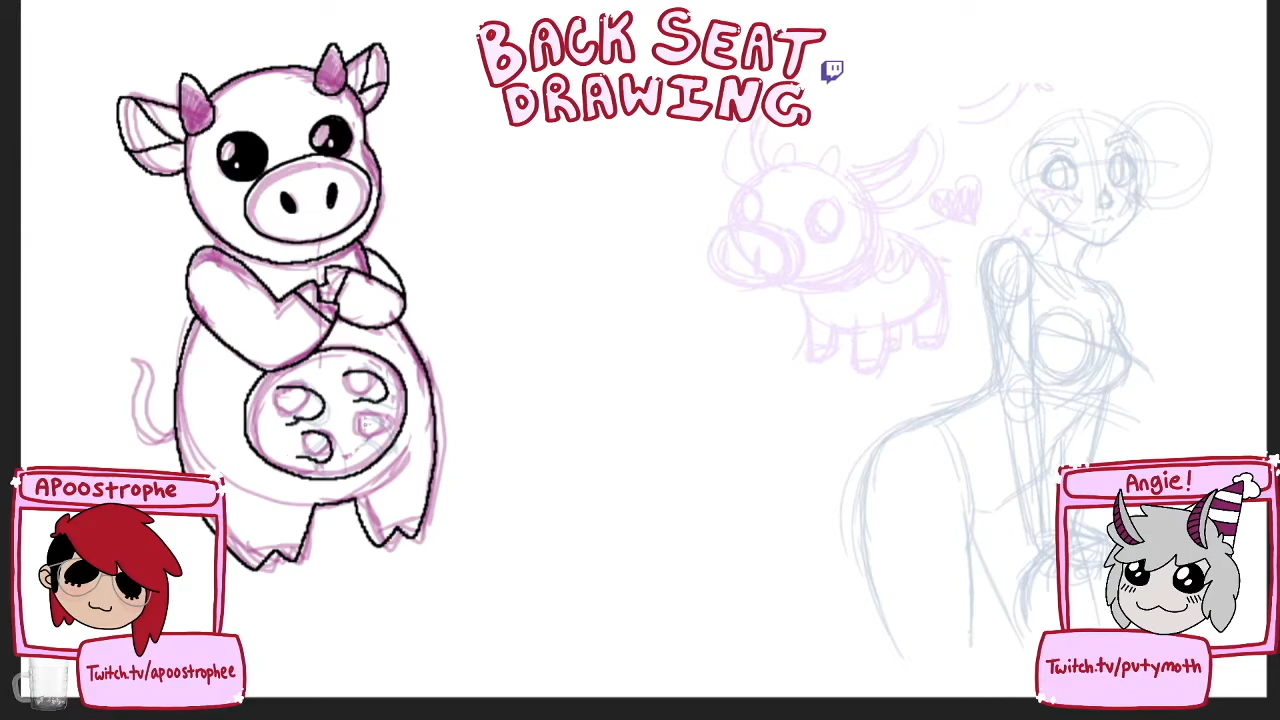 BACK SEAT
DRAWING
APOOStrophe
Angie!
Twitch.tv/apoostrophee
Twitch.tv/putymoth